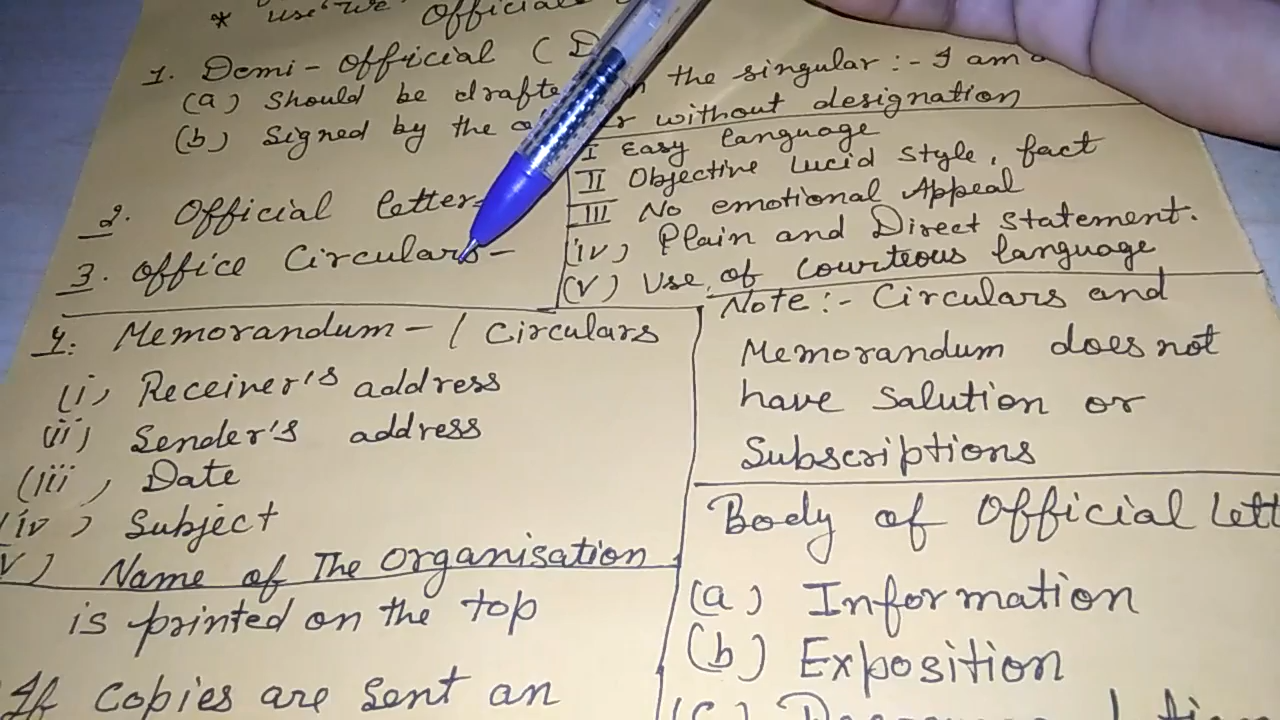 * use 'we' Official
1. Demi-Official (D
(a) Should be drafte the singular :- I am
(b) Signed by the without designation
I Easy language
II Objective Lucid Style, fact
III No emotional Appeal
(iv) Plain and Direct Statement.
(v) Use of Courteous language
2. Official letter-
3. Office Circulars-
4. Memorandum - / Circulars
(i) Receiver's address
(ii) Sender's address
(iii) Date
(iv) Subject
v) Name of The Organisation
is printed on the top
If Copies are Sent an
Note :- Circulars and
Memorandum does not
have Salution or
Subscriptions
Body of Official Lett
(a) Information
(b) Exposition
(c)